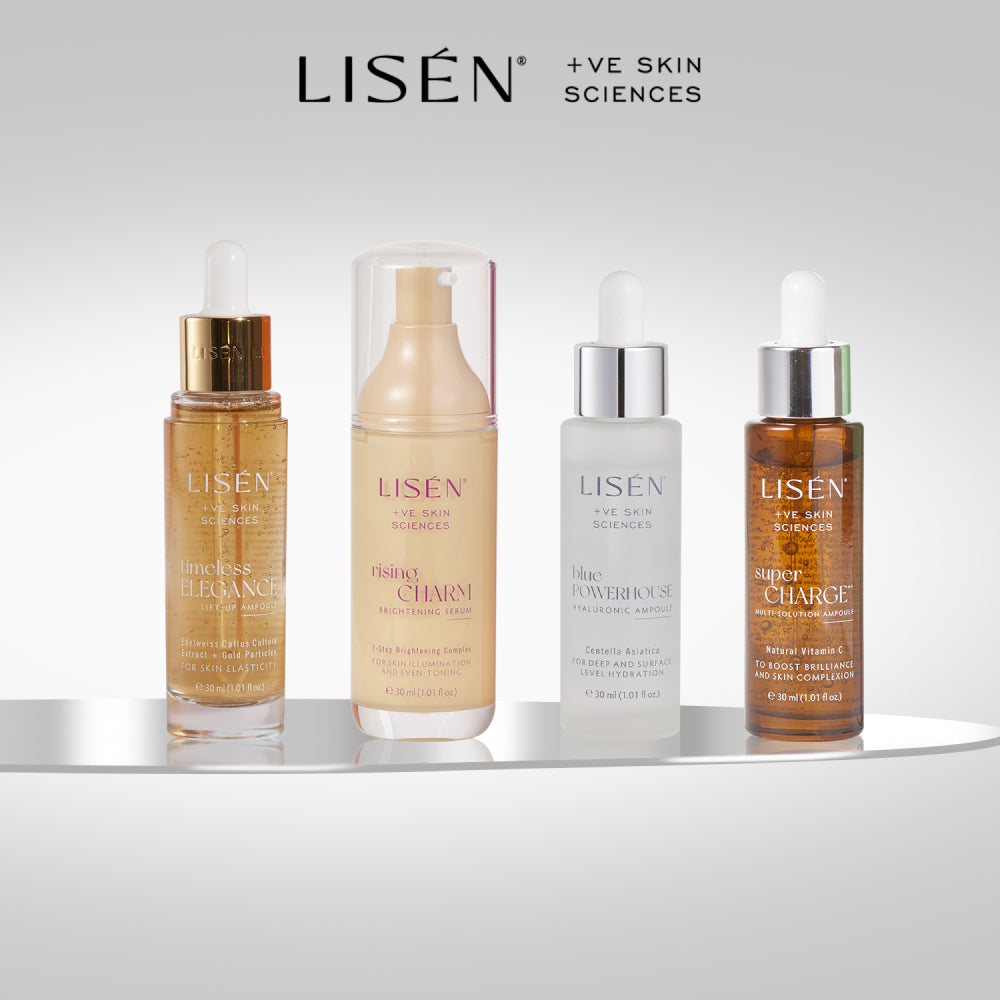 LISÉN® +VE SKIN
SCIENCES
LISÉN
LISÉN®
+VE SKIN
SCIENCES
timeless
ELEGANCE
LIFT-UP AMPOULE
Edelweiss Callus Culture
Extract + Gold Particles
FOR SKIN ELASTICITY
℮ 30 ml (1.01 fl oz.)
LISÉN®
+VE SKIN
SCIENCES
rising
CHARM
BRIGHTENING SERUM
3-Step Brightening Complex
FOR SKIN ILLUMINATION
AND EVEN-TONING
℮ 30 ml (1.01 fl oz.)
LISÉN®
+VE SKIN
SCIENCES
blue
POWERHOUSE
HYALURONIC AMPOULE
Centella Asiatica
FOR DEEP AND SURFACE
LEVEL HYDRATION
℮ 30 ml (1.01 fl oz.)
LISÉN®
+VE SKIN
SCIENCES
super
CHARGE++
MULTI-SOLUTION AMPOULE
Natural Vitamin C
TO BOOST BRILLIANCE
AND SKIN COMPLEXION
℮ 30 ml (1.01 fl oz.)